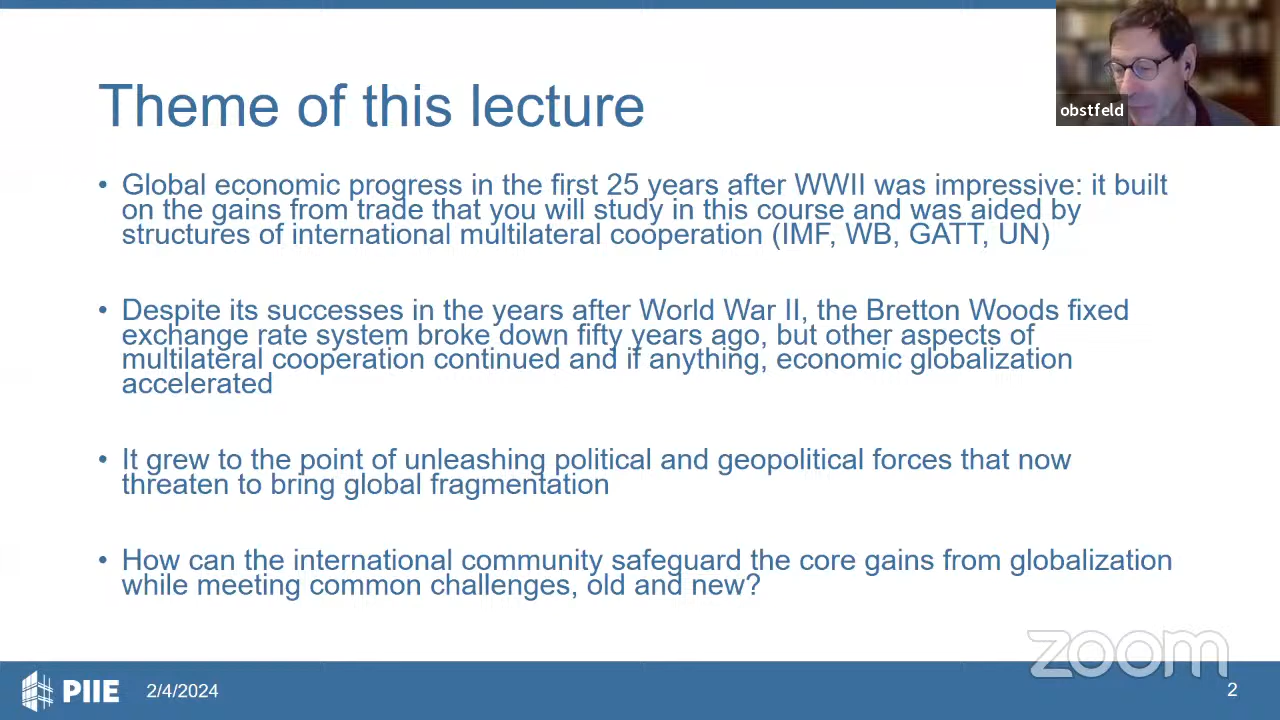 Theme of this lecture
obstfeld
• Global economic progress in the first 25 years after WWII was impressive: it built
on the gains from trade that you will study in this course and was aided by
structures of international multilateral cooperation (IMF, WB, GATT, UN)
• Despite its successes in the years after World War II, the Bretton Woods fixed
exchange rate system broke down fifty years ago, but other aspects of
multilateral cooperation continued and if anything, economic globalization
accelerated
• It grew to the point of unleashing political and geopolitical forces that now
threaten to bring global fragmentation
• How can the international community safeguard the core gains from globalization
while meeting common challenges, old and new?
zoom
PIIE 2/4/2024
2